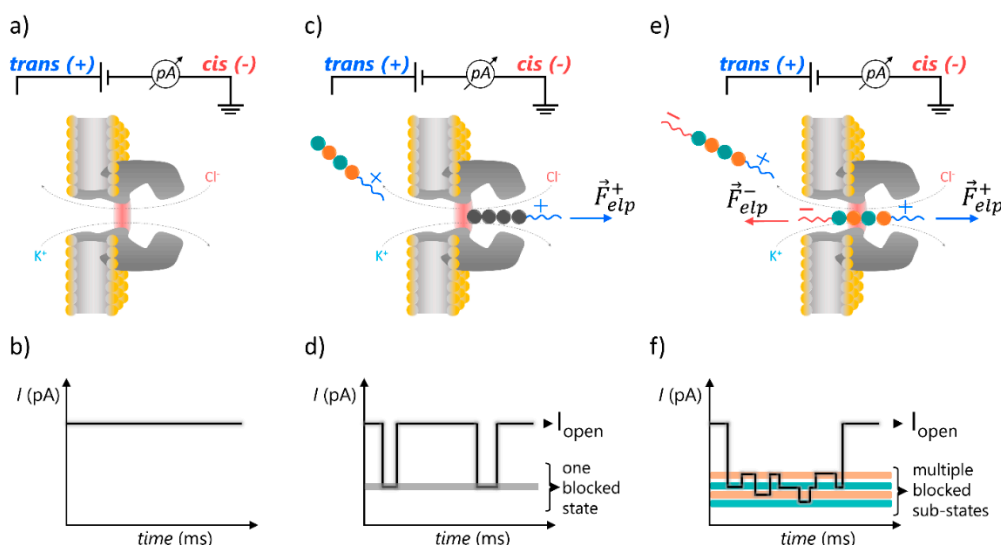 a)
c)
e)
trans (+)
pA
cis (-)
trans (+)
pA
cis (-)
trans (+)
pA
cis (-)
Cl⁻
K⁺
+
Cl⁻
+
F⁺elp
K⁺
−
+
Cl⁻
F⁻elp
−
+
F⁺elp
K⁺
b)
d)
f)
I (pA)
time (ms)
I (pA)
Iopen
one
blocked
state
time (ms)
I (pA)
Iopen
multiple
blocked
sub-states
time (ms)